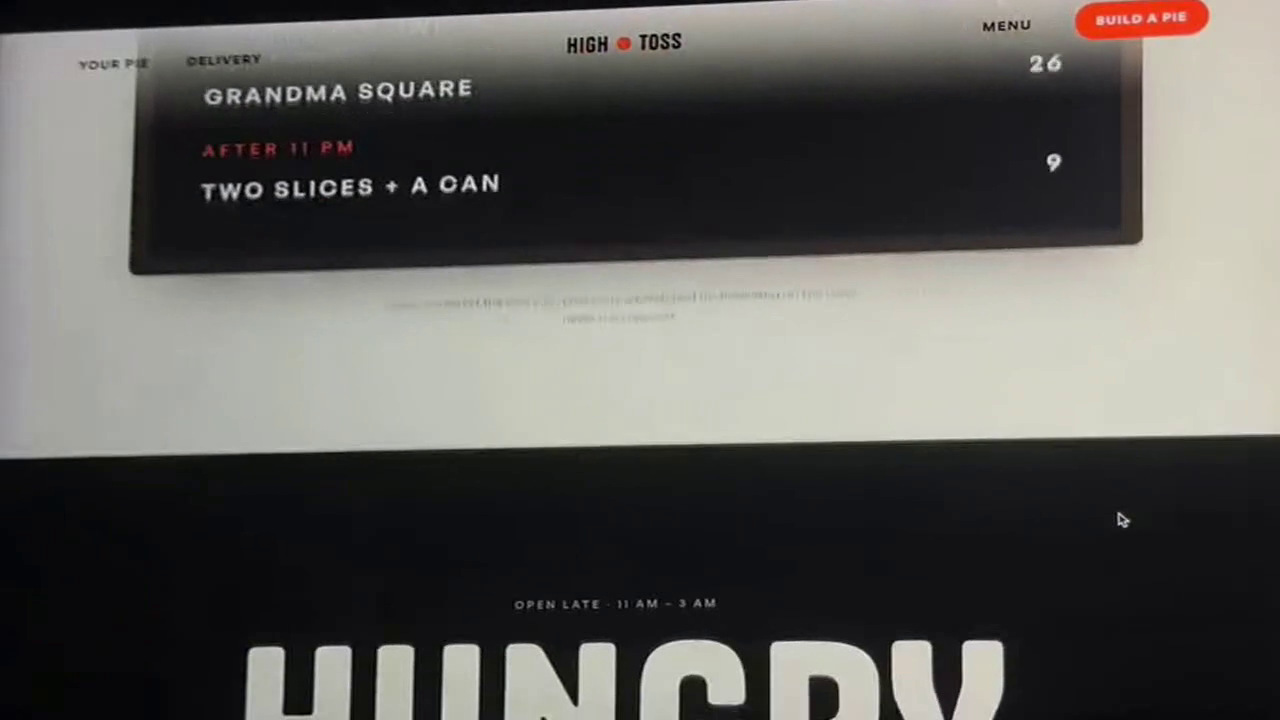 YOUR PIE
DELIVERY
HIGH TOSS
MENU
BUILD A PIE
GRANDMA SQUARE
26
AFTER 11 PM
TWO SLICES + A CAN
9
OPEN LATE · 11 AM – 3 AM
HUNGRY